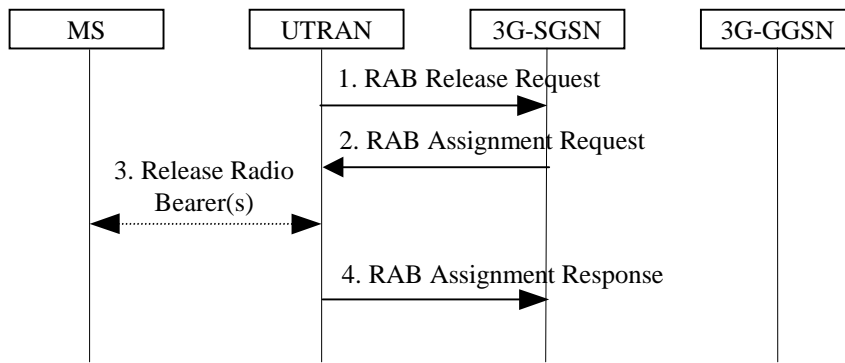 MS
UTRAN
3G-SGSN
3G-GGSN
1. RAB Release Request
2. RAB Assignment Request
3. Release Radio
Bearer(s)
4. RAB Assignment Response